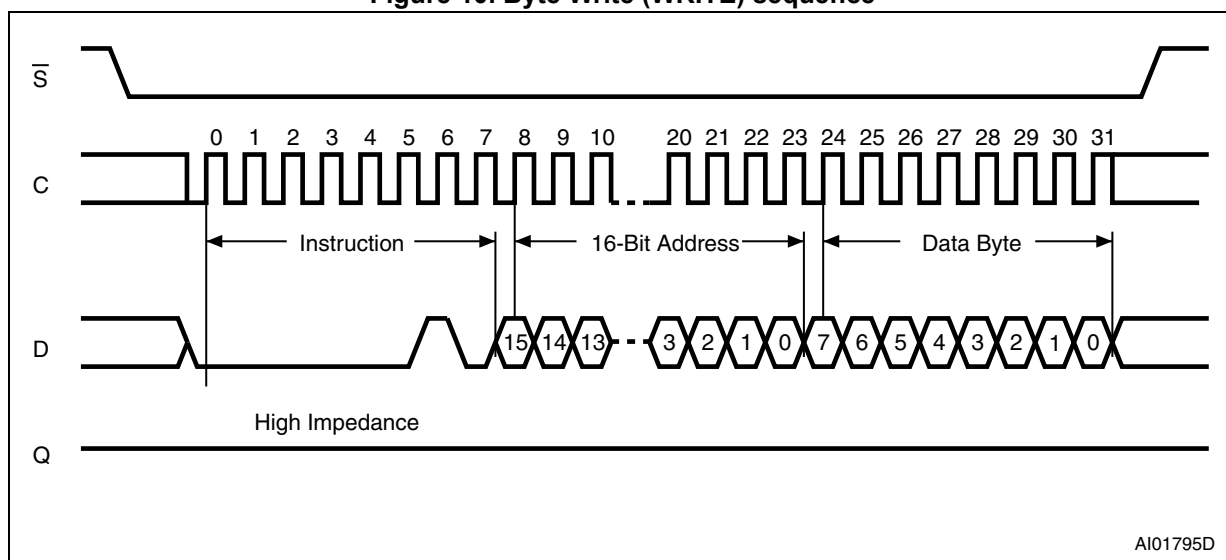 S̅
0 1 2 3 4 5 6 7 8 9 10 20 21 22 23 24 25 26 27 28 29 30 31
C
Instruction 16-Bit Address Data Byte
D 15 14 13 3 2 1 0 7 6 5 4 3 2 1 0
High Impedance
Q
AI01795D